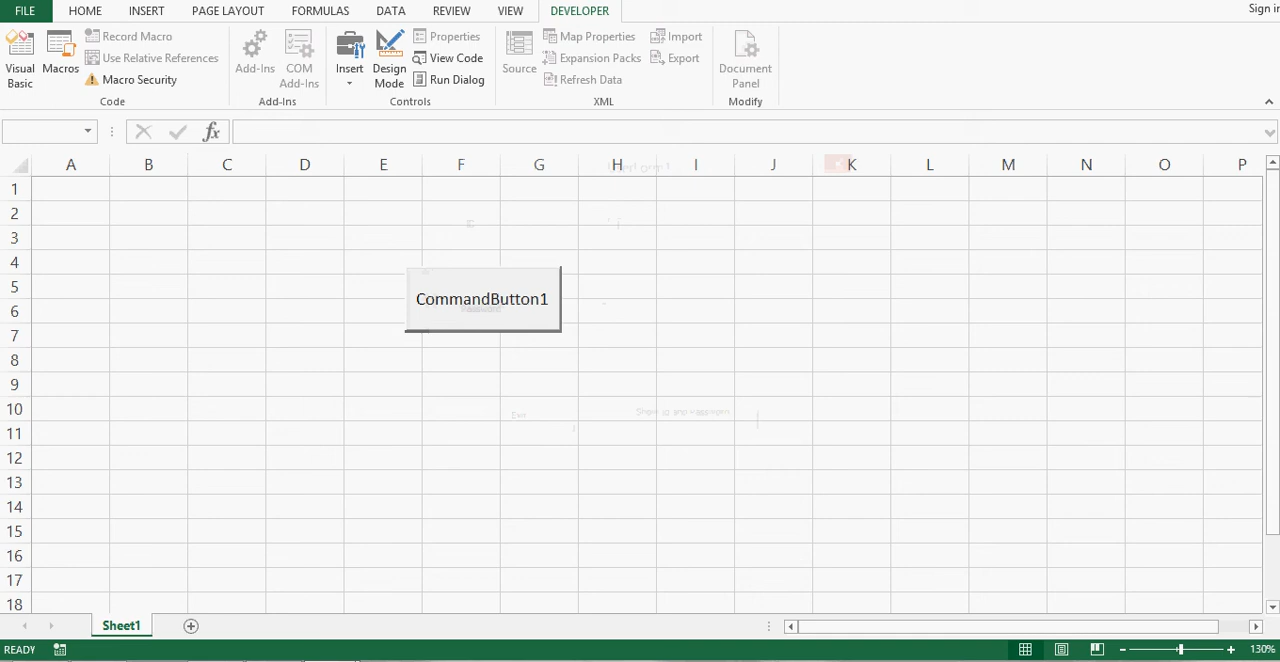 FILE HOME INSERT PAGE LAYOUT FORMULAS DATA REVIEW VIEW DEVELOPER Sign in
Visual Basic
Macros
Record Macro
Use Relative References
Macro Security
Code
Add-Ins
COM Add-Ins
Add-Ins
Insert
Design Mode
Properties
View Code
Run Dialog
Controls
Source
Map Properties
Expansion Packs
Refresh Data
Import
Export
XML
Document Panel
Modify
fx
A B C D E F G H I J K L M N O P
1
2
3
4
5
CommandButton1
6
7
8
9
10
11
12
13
14
15
16
17
18
Sheet1
READY 130%